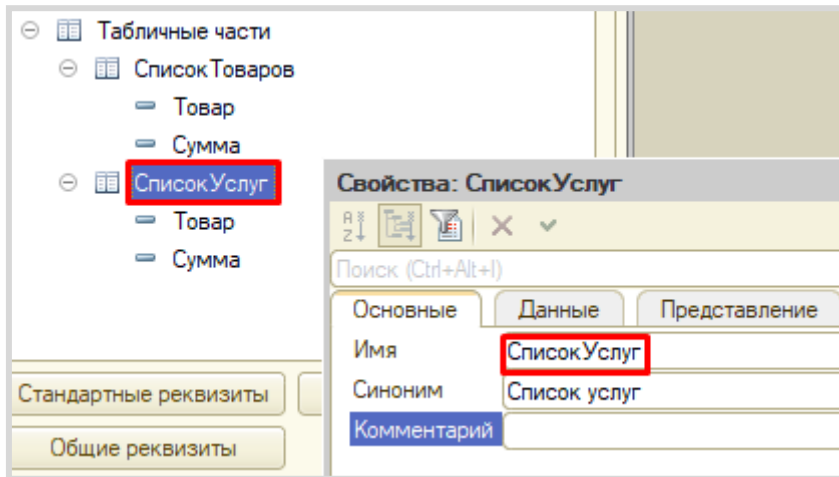 Табличные части
СписокТоваров
Товар
Сумма
СписокУслуг
Товар
Сумма
Стандартные реквизиты
Общие реквизиты
Свойства: СписокУслуг
Поиск (Ctrl+Alt+I)
Основные Данные Представление
Имя СписокУслуг
Синоним Список услуг
Комментарий